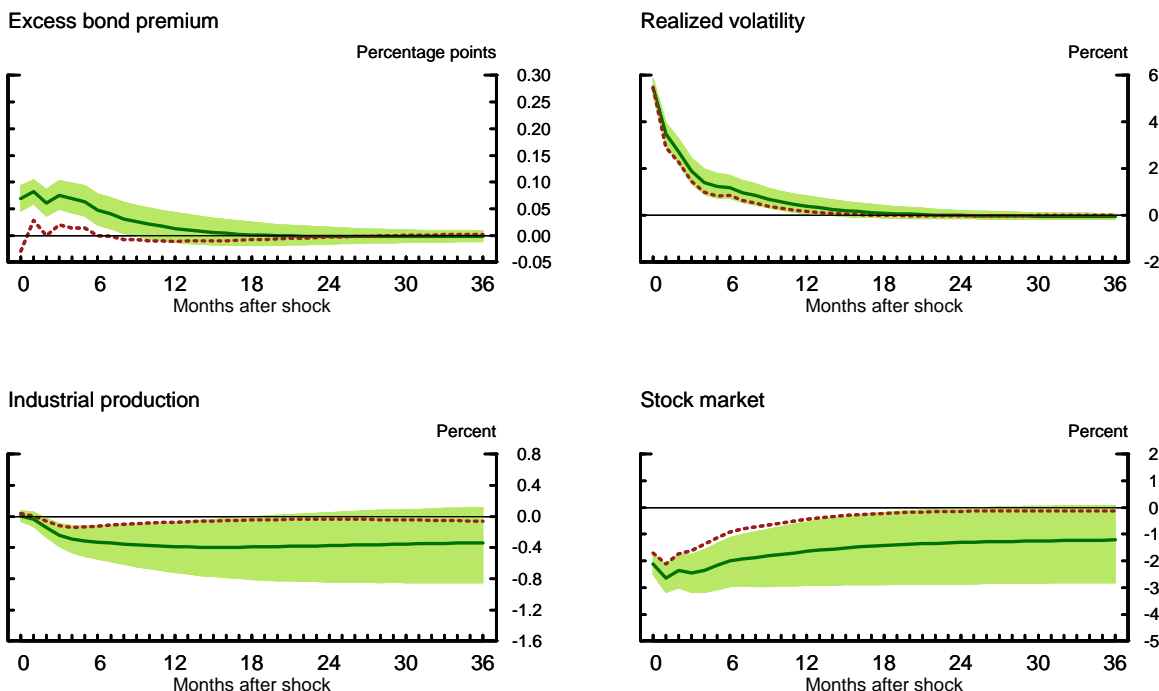 Excess bond premium
Percentage points
0.30
0.25
0.20
0.15
0.10
0.05
0.00
-0.05
0 6 12 18 24 30 36
Months after shock
Realized volatility
Percent
6
4
2
0
-2
0 6 12 18 24 30 36
Months after shock
Industrial production
Percent
0.8
0.4
0.0
-0.4
-0.8
-1.2
-1.6
0 6 12 18 24 30 36
Months after shock
Stock market
Percent
2
1
0
-1
-2
-3
-4
-5
0 6 12 18 24 30 36
Months after shock